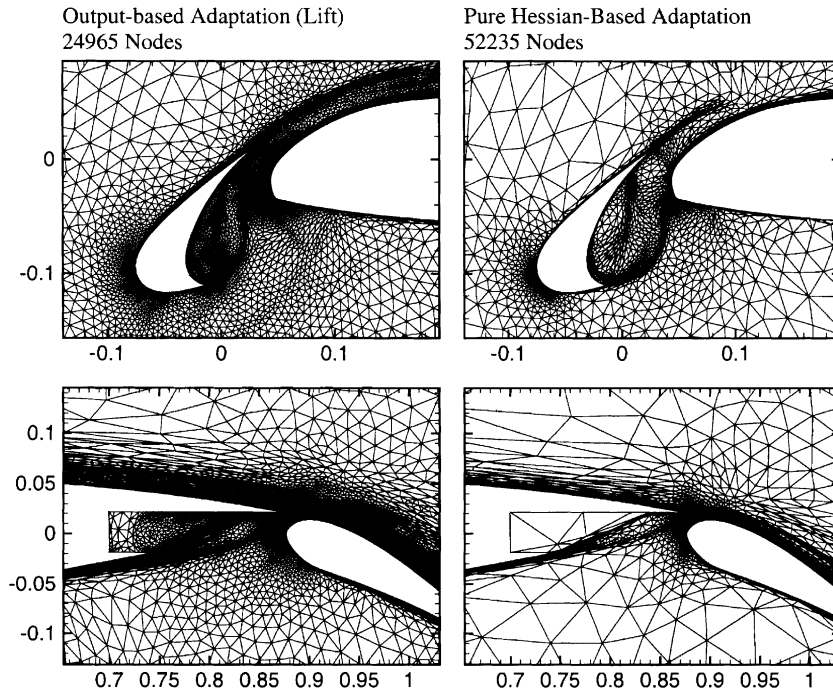 Output-based Adaptation (Lift)
24965 Nodes
Pure Hessian-Based Adaptation
52235 Nodes
0
-0.1
-0.1 0 0.1
-0.1 0 0.1
0.1
0.05
0
-0.05
-0.1
0.7 0.75 0.8 0.85 0.9 0.95 1
0.7 0.75 0.8 0.85 0.9 0.95 1